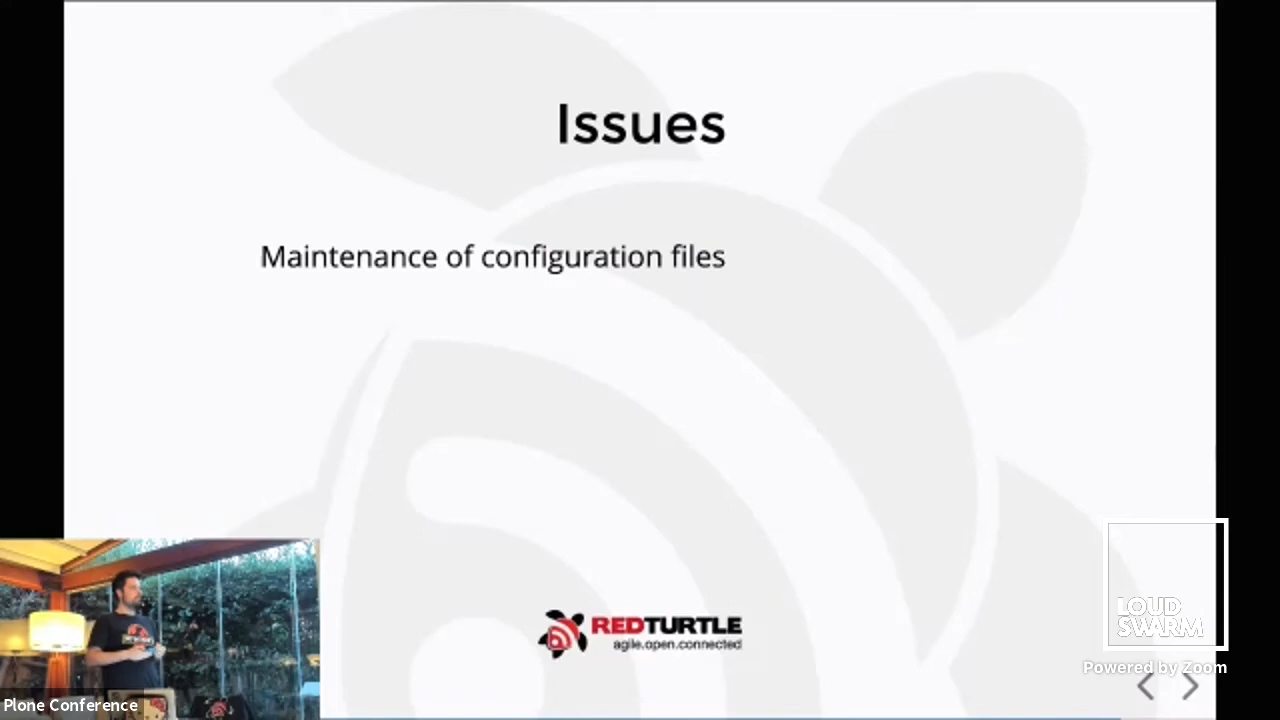 Issues
Maintenance of configuration files
REDTURTLE
agile.open.connected
LOUD
SWARM
Powered by Zoom
Plone Conference